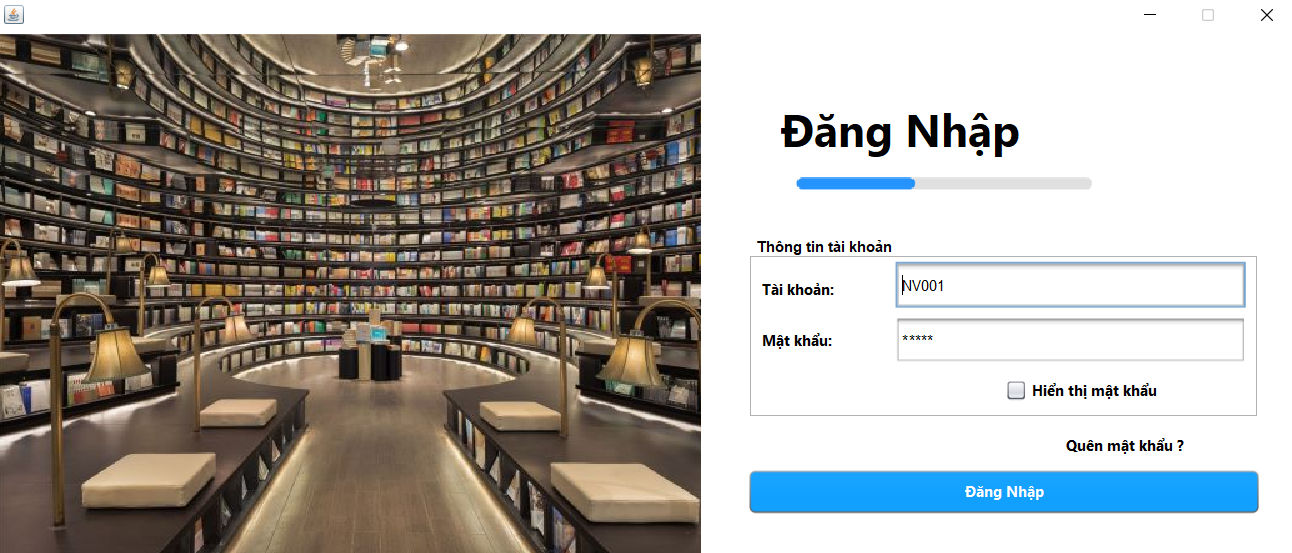 Đăng Nhập
Thông tin tài khoản
Tài khoản:
NV001
Mật khẩu:
*****
Hiển thị mật khẩu
Quên mật khẩu ?
Đăng Nhập